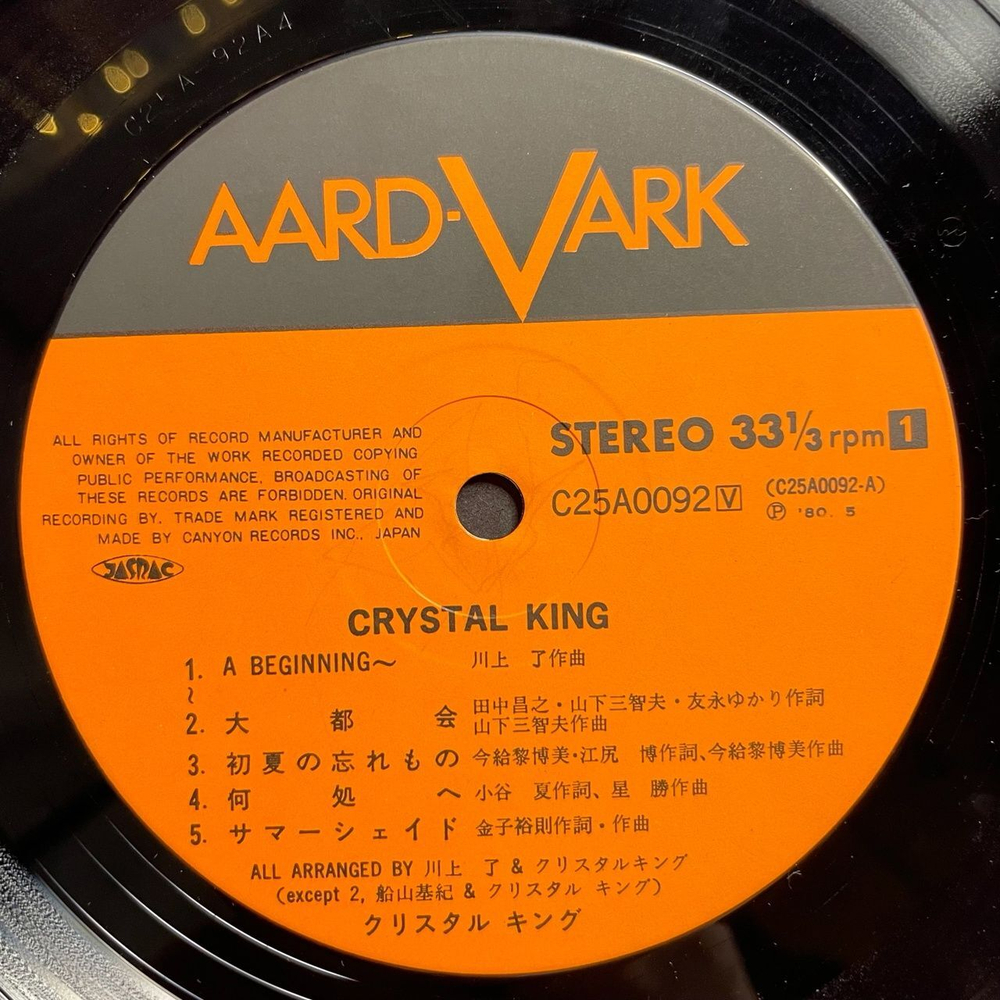 C25A-92A4
AARD-VARK
ALL RIGHTS OF RECORD MANUFACTURER AND
OWNER OF THE WORK RECORDED COPYING
PUBLIC PERFORMANCE, BROADCASTING OF
THESE RECORDS ARE FORBIDDEN. ORIGINAL
RECORDING BY. TRADE MARK REGISTERED AND
MADE BY CANYON RECORDS INC., JAPAN
JASRAC
STEREO 33⅓ rpm 1
C25A0092 V (C25A0092-A)
Ⓟ '80. 5
CRYSTAL KING
1. A BEGINNING〜 川上 了作曲
〜
2. 大都会 田中昌之・山下三智夫・友永ゆかり作詞
山下三智夫作曲
3. 初夏の忘れもの 今給黎博美・江尻 博作詞、今給黎博美作曲
4. 何処へ 小谷 夏作詞、星 勝作曲
5. サマーシェイド 金子裕則作詞・作曲
ALL ARRANGED BY 川上 了 & クリスタルキング
(except 2, 船山基紀 & クリスタル キング)
クリスタル キング